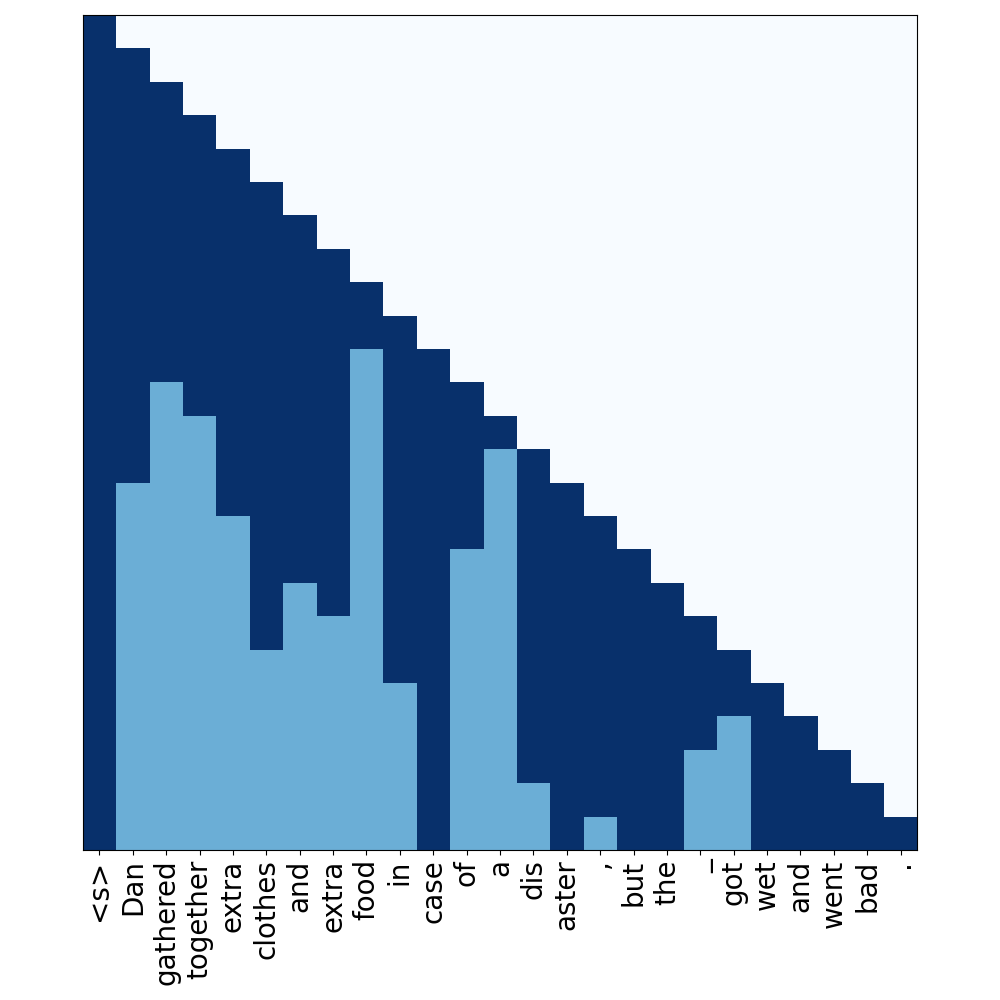 <s> Dan gathered together extra clothes and extra food in case of a dis aster , but the _ got wet and went bad .